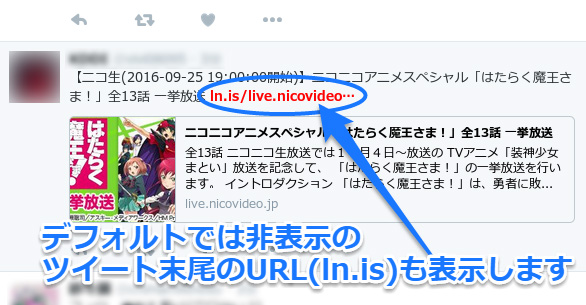 【ニコ生(2016-09-25 19:00:00開始)】ニコニコアニメスペシャル「はたらく魔王さ
ま！」全13話 一挙放送 ln.is/live.nicovideo…
はたらく
魔王
挙放送
ニコニコアニメスペシャル「はたらく魔王さま！」全13話 一挙放送
全13話 ニコニコ生放送では１０月４日～放送の TVアニメ「装神少女
まとい」放送を記念して、 「はたらく魔王さま！」の一挙放送を行い
ます。 イントロダクション 「はたらく魔王さま！」は、勇者に敗...
live.nicovideo.jp
デフォルトでは非表示の
ツイート末尾のURL(ln.is)も表示します